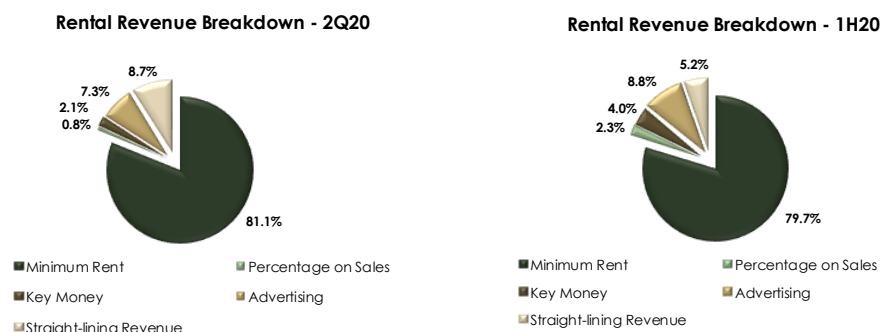 Rental Revenue Breakdown - 2Q20
8.7%
7.3%
2.1%
0.8%
81.1%
Minimum Rent
Percentage on Sales
Key Money
Advertising
Straight-lining Revenue
Rental Revenue Breakdown - 1H20
5.2%
8.8%
4.0%
2.3%
79.7%
Minimum Rent
Percentage on Sales
Key Money
Advertising
Straight-lining Revenue